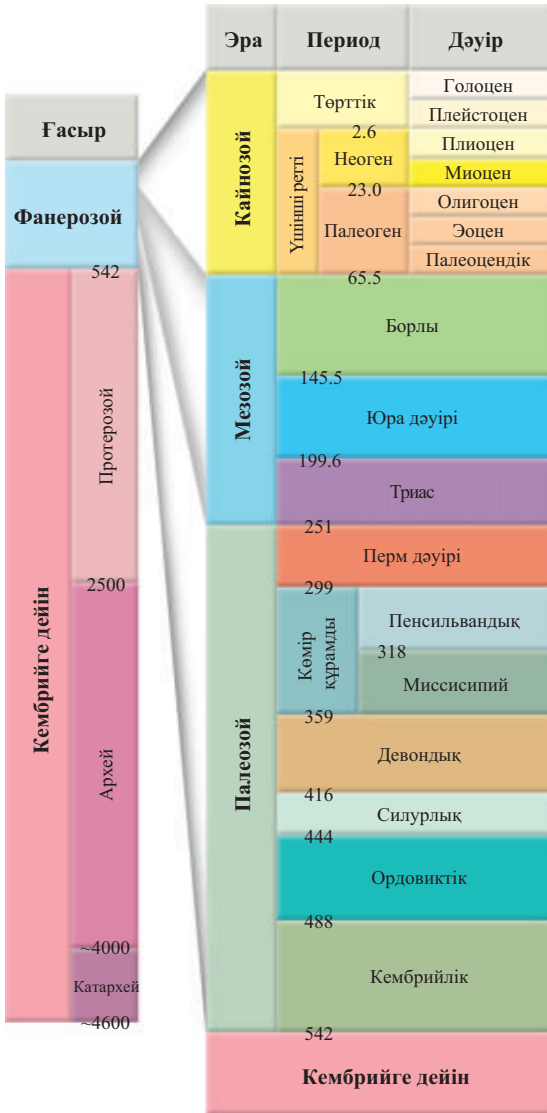 Ғасыр
Фанерозой
542
Кембрийге дейін
Протерозой
2500
Архей
~4000
Катархей
~4600
Эра
Период
Дәуір
Кайнозой
Төрттік
Голоцен
Плейстоцен
2.6
Үшінші ретті
Неоген
Плиоцен
Миоцен
23.0
Палеоген
Олигоцен
Эоцен
Палеоцендік
65.5
Мезозой
Борлы
145.5
Юра дәуірі
199.6
Триас
251
Палеозой
Перм дәуірі
299
Көмір
құрамды
Пенсильвандық
318
Миссисипий
359
Девондық
416
Силурлық
444
Ордовиктік
488
Кембрийлік
542
Кембрийге дейін